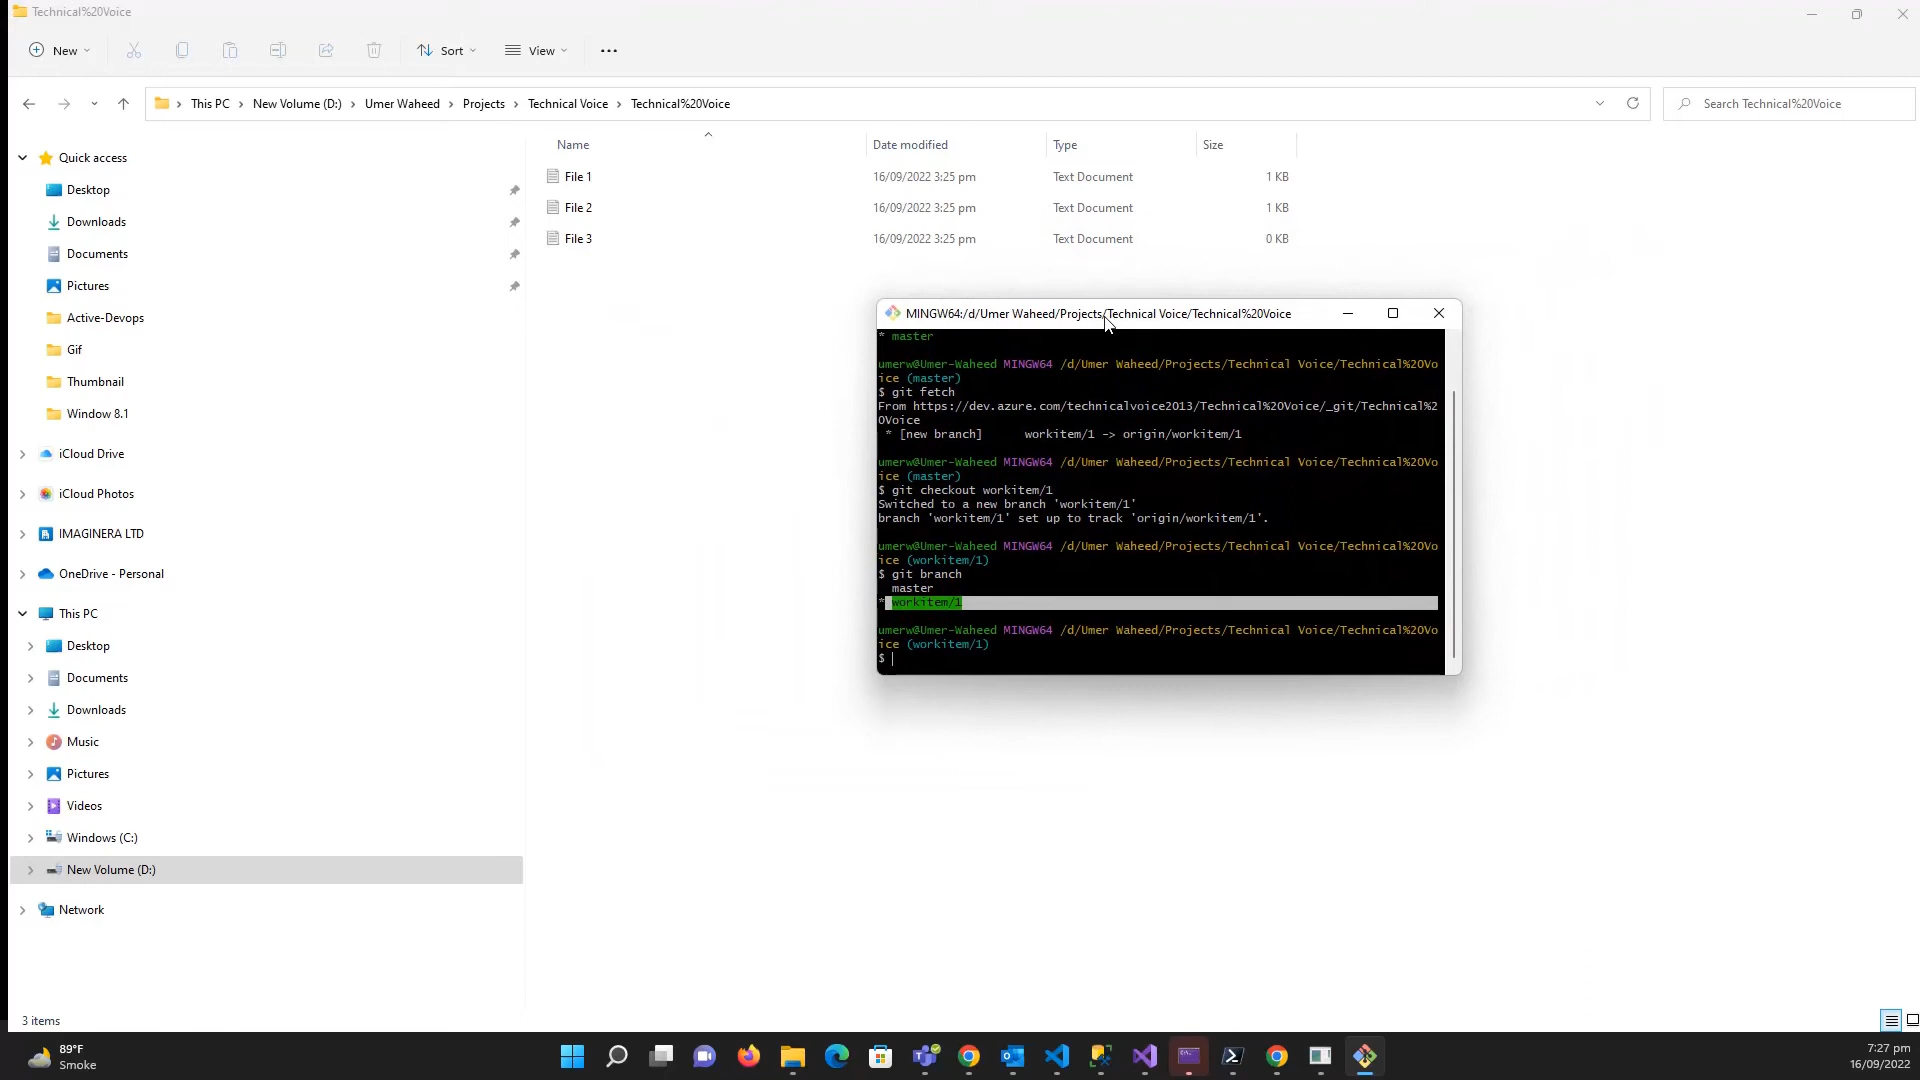 Technical%20Voice
New
Sort
View
This PC > New Volume (D:) > Umer Waheed > Projects > Technical Voice > Technical%20Voice
Search Technical%20Voice
Quick access
Desktop
Downloads
Documents
Pictures
Active-Devops
Gif
Thumbnail
Window 8.1
iCloud Drive
iCloud Photos
IMAGINERA LTD
OneDrive - Personal
This PC
Desktop
Documents
Downloads
Music
Pictures
Videos
Windows (C:)
New Volume (D:)
Network
Name Date modified Type Size
File 1 16/09/2022 3:25 pm Text Document 1 KB
File 2 16/09/2022 3:25 pm Text Document 1 KB
File 3 16/09/2022 3:25 pm Text Document 0 KB
MINGW64:/d/Umer Waheed/Projects/Technical Voice/Technical%20Voice
* master
umerw@Umer-Waheed MINGW64 /d/Umer Waheed/Projects/Technical Voice/Technical%20Vo
ice (master)
$ git fetch
From https://dev.azure.com/technicalvoice2013/Technical%20Voice/_git/Technical%2
0Voice
* [new branch] workitem/1 -> origin/workitem/1
umerw@Umer-Waheed MINGW64 /d/Umer Waheed/Projects/Technical Voice/Technical%20Vo
ice (master)
$ git checkout workitem/1
Switched to a new branch 'workitem/1'
branch 'workitem/1' set up to track 'origin/workitem/1'.
umerw@Umer-Waheed MINGW64 /d/Umer Waheed/Projects/Technical Voice/Technical%20Vo
ice (workitem/1)
$ git branch
master
* workitem/1
umerw@Umer-Waheed MINGW64 /d/Umer Waheed/Projects/Technical Voice/Technical%20Vo
ice (workitem/1)
$
3 items
89°F
Smoke
7:27 pm
16/09/2022